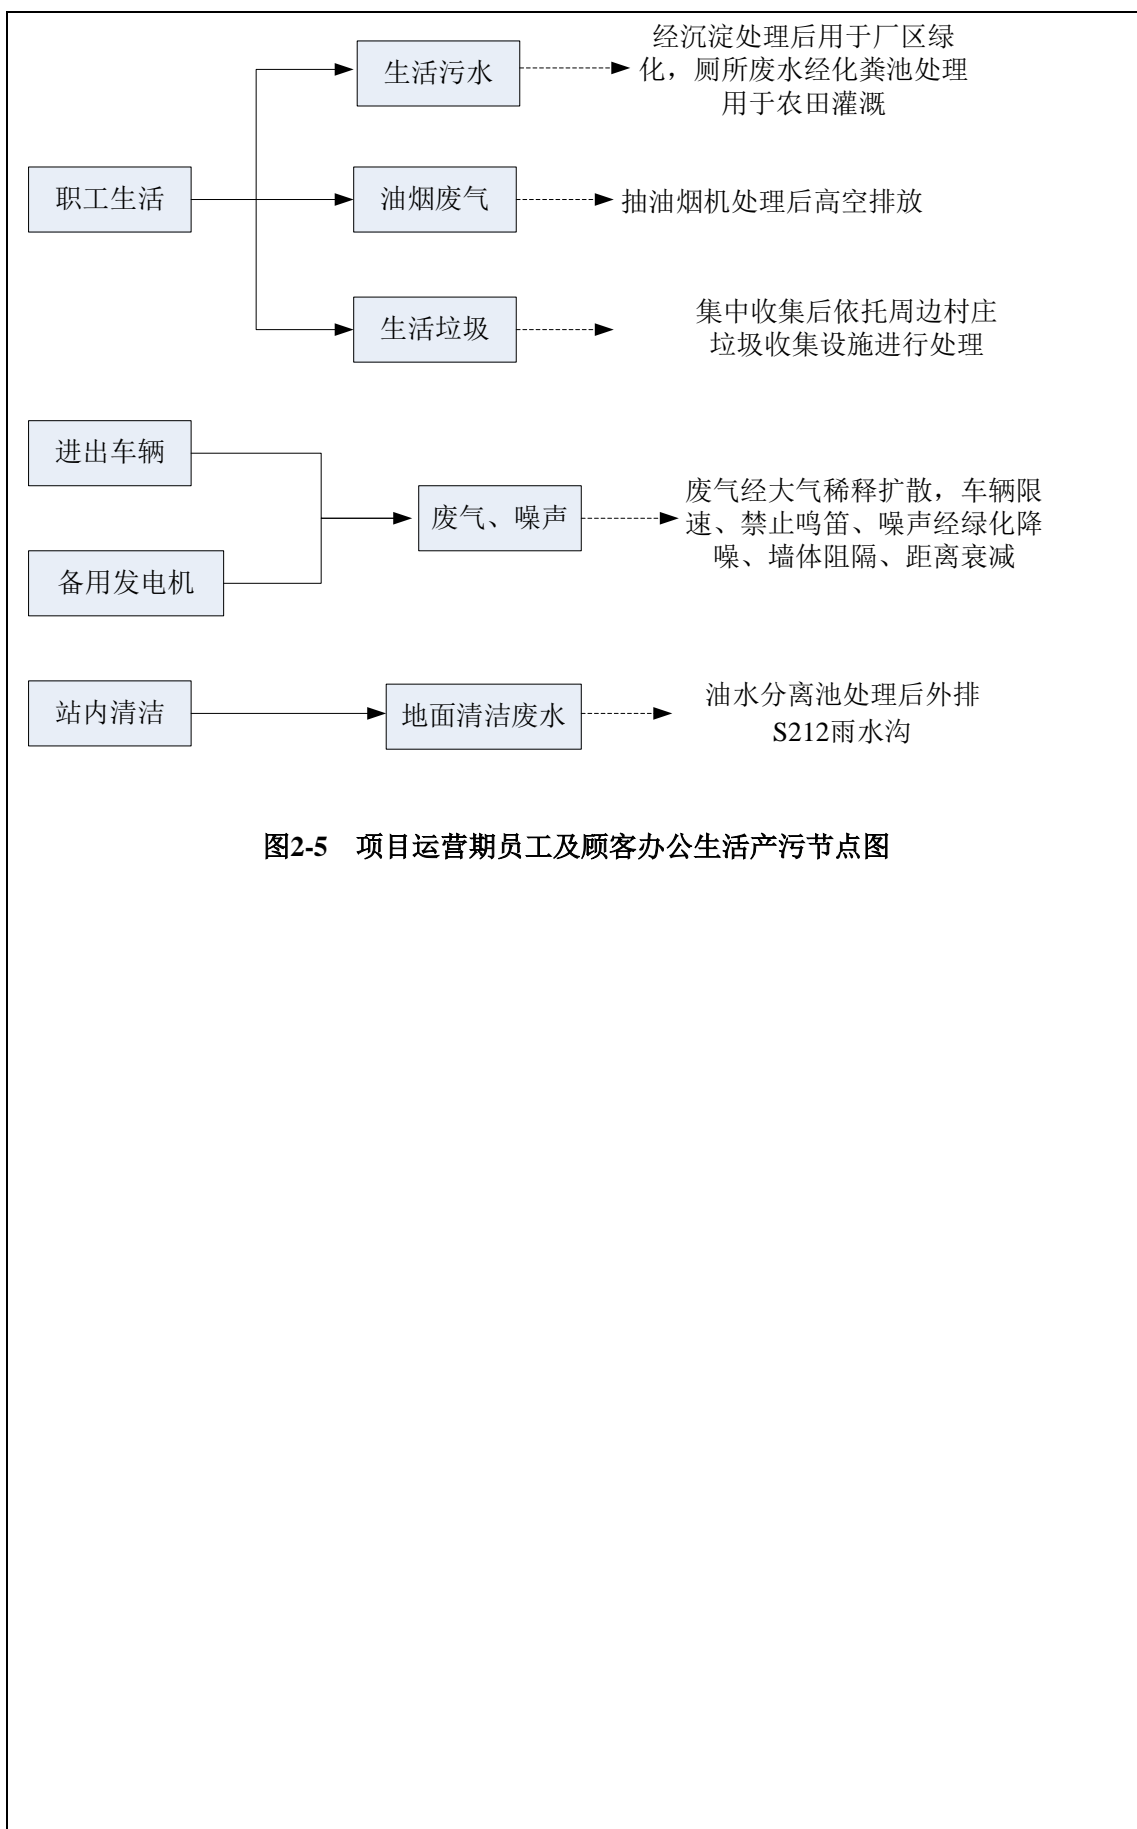 经沉淀处理后用于厂区绿
化，厕所废水经化粪池处理
用于农田灌溉
生活污水
职工生活
油烟废气
抽油烟机处理后高空排放
生活垃圾
集中收集后依托周边村庄
垃圾收集设施进行处理
进出车辆
废气、噪声
废气经大气稀释扩散，车辆限
速、禁止鸣笛、噪声经绿化降
噪、墙体阻隔、距离衰减
备用发电机
站内清洁
地面清洁废水
油水分离池处理后外排
S212雨水沟
图2-5 项目运营期员工及顾客办公生活产污节点图